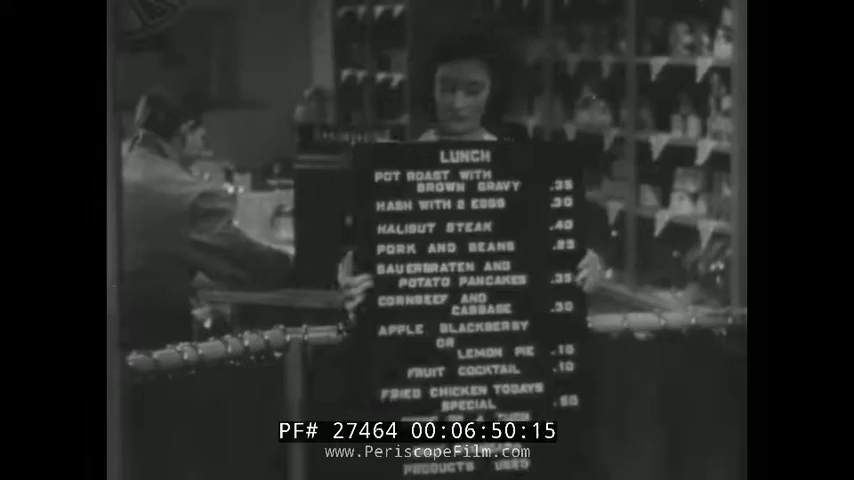 LUNCH
POT ROAST WITH
BROWN GRAVY .35
HASH WITH 2 EGGS .30
HALIBUT STEAK .40
PORK AND BEANS .25
SAUERBRATEN AND
POTATO PANCAKES .35
CORNBEEF AND
CABBAGE .30
APPLE BLACKBERRY
OR
LEMON PIE .15
FRUIT COCKTAIL .10
FRIED CHICKEN TODAYS
SPECIAL .50
PF# 27464 00:06:50:15
www.PeriscopeFilm.com
PRODUCTS USED